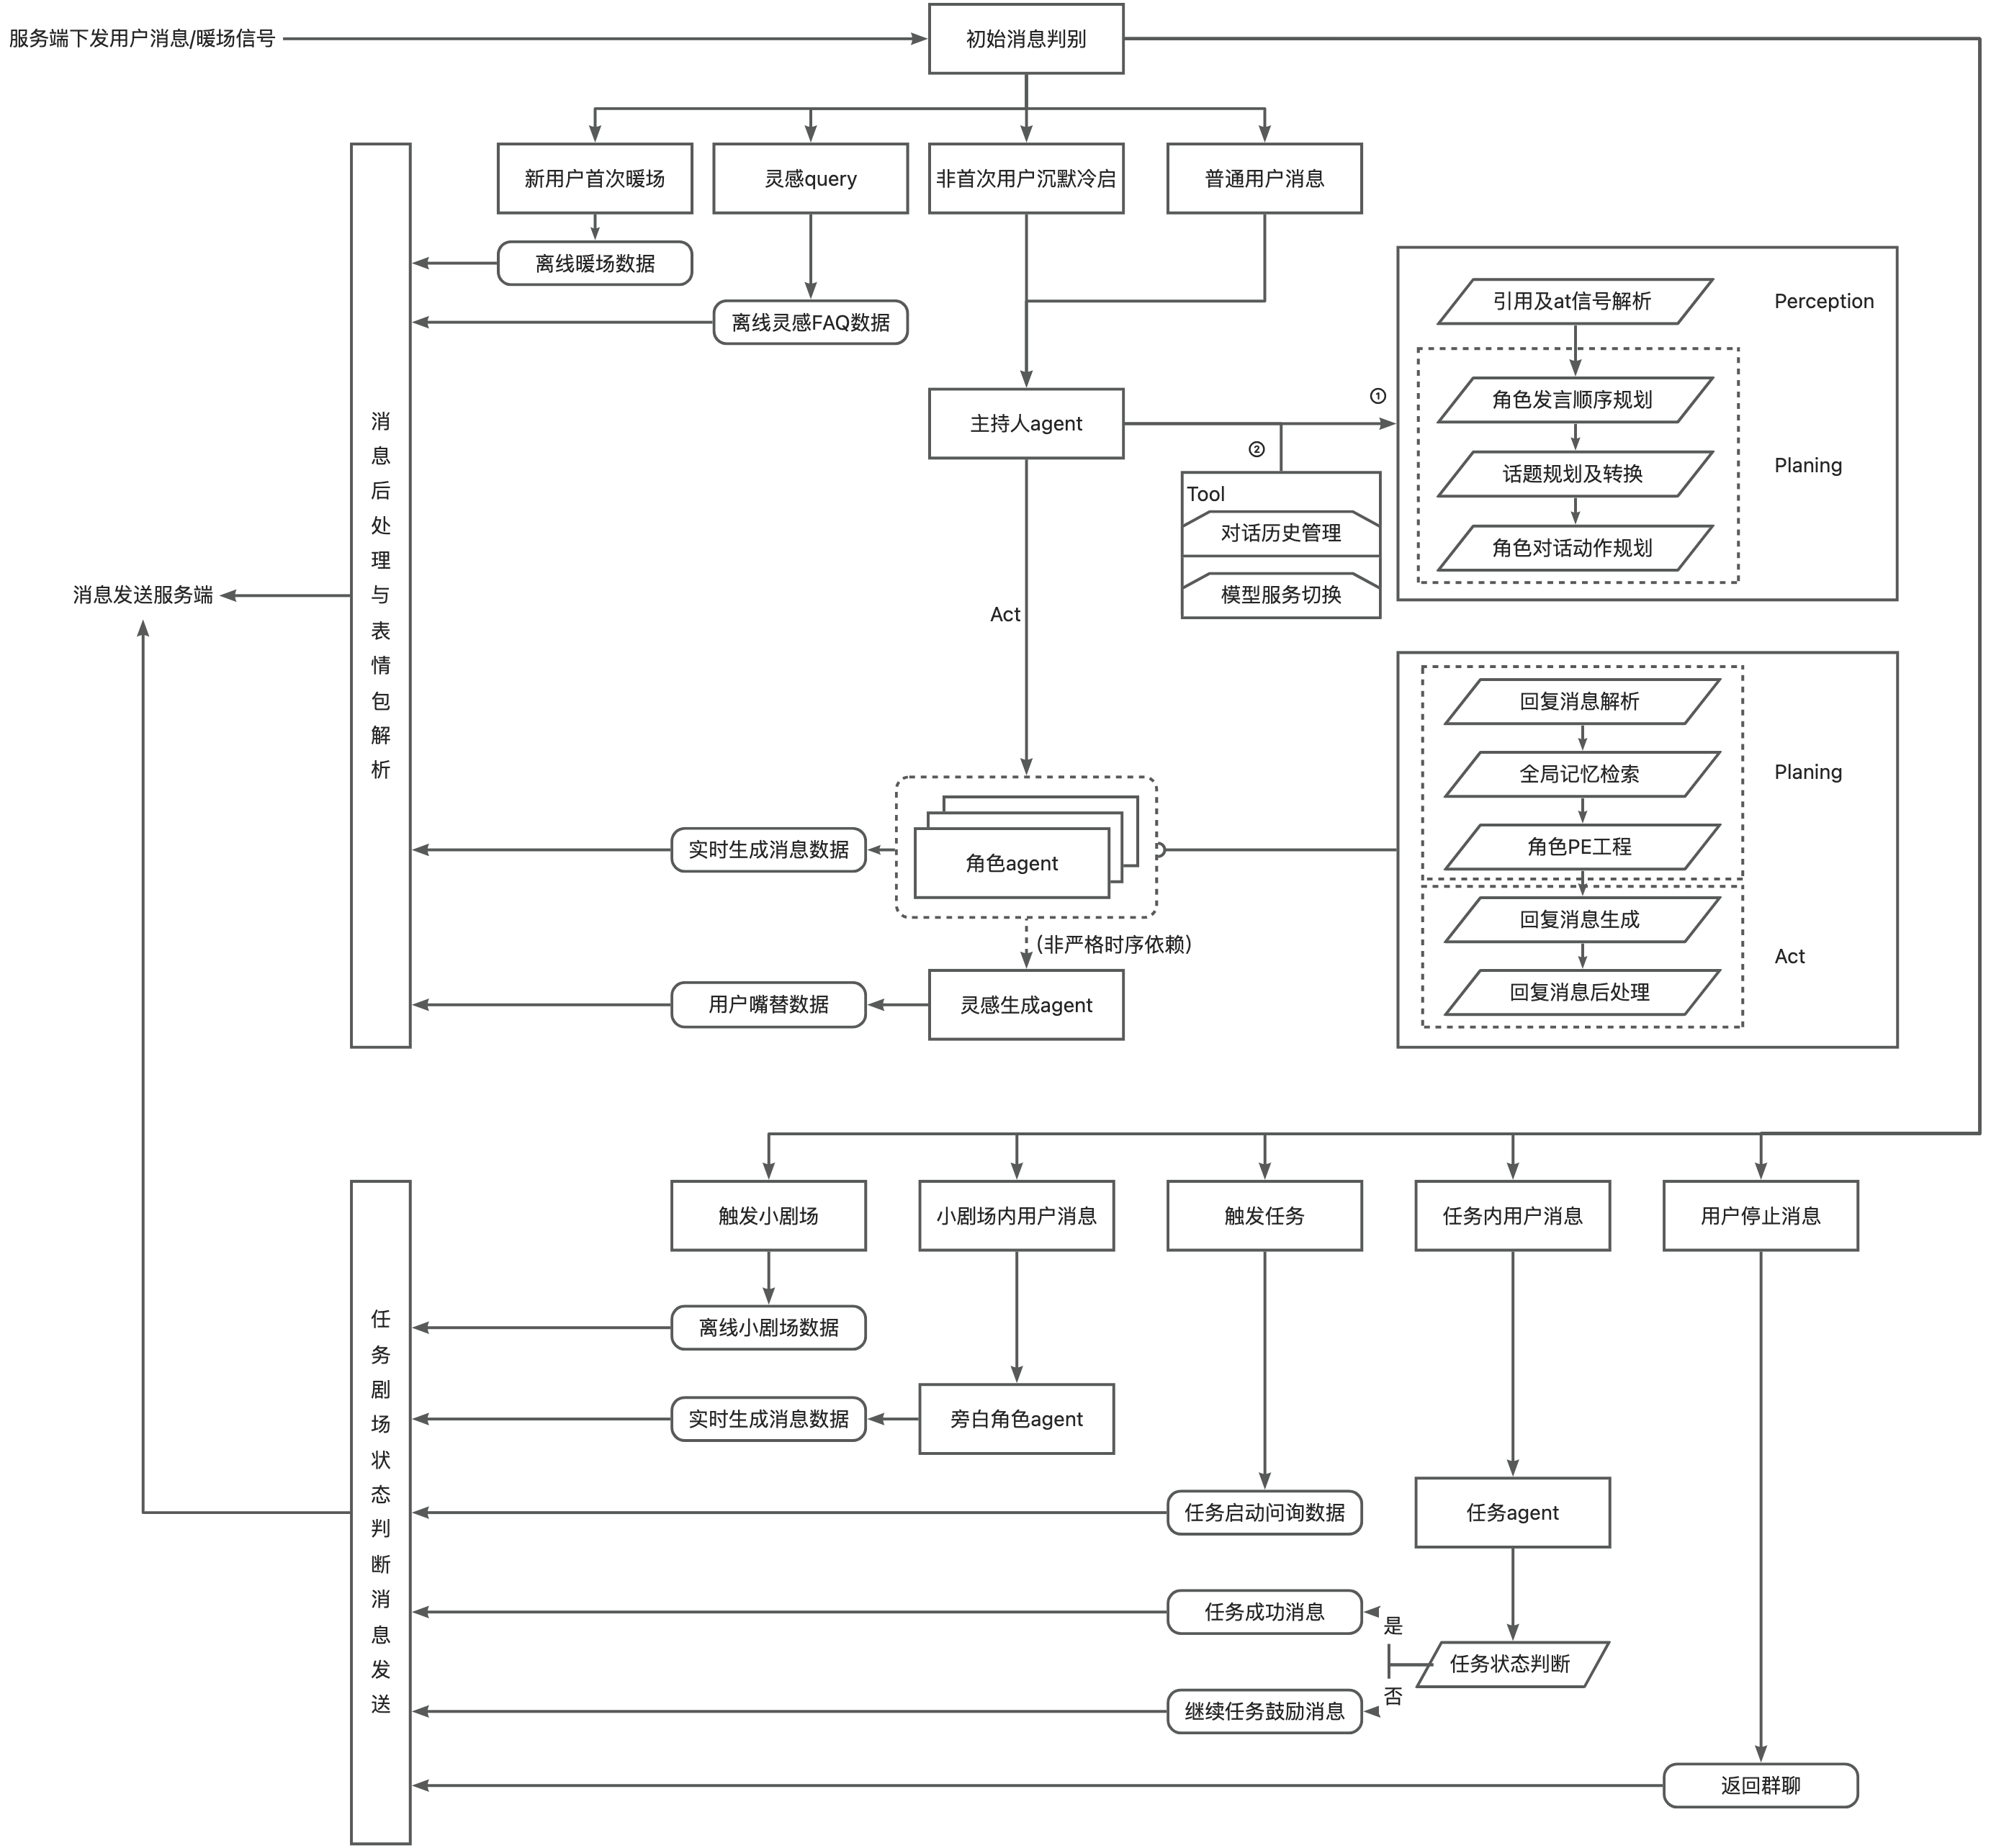 服务端下发用户消息/暖场信号
初始消息判别
新用户首次暖场
灵感query
非首次用户沉默冷启
普通用户消息
离线暖场数据
离线灵感FAQ数据
消息后处理与表情包解析
消息发送服务端
主持人agent
①
②
Tool
对话历史管理
模型服务切换
引用及at信号解析
Perception
角色发言顺序规划
话题规划及转换
Planing
角色对话动作规划
Act
回复消息解析
全局记忆检索
Planing
角色PE工程
回复消息生成
Act
回复消息后处理
角色agent
实时生成消息数据
(非严格时序依赖)
灵感生成agent
用户嘴替数据
触发小剧场
小剧场内用户消息
触发任务
任务内用户消息
用户停止消息
任务剧场状态判断消息发送
离线小剧场数据
实时生成消息数据
旁白角色agent
任务启动问询数据
任务agent
任务成功消息
是
任务状态判断
否
继续任务鼓励消息
返回群聊